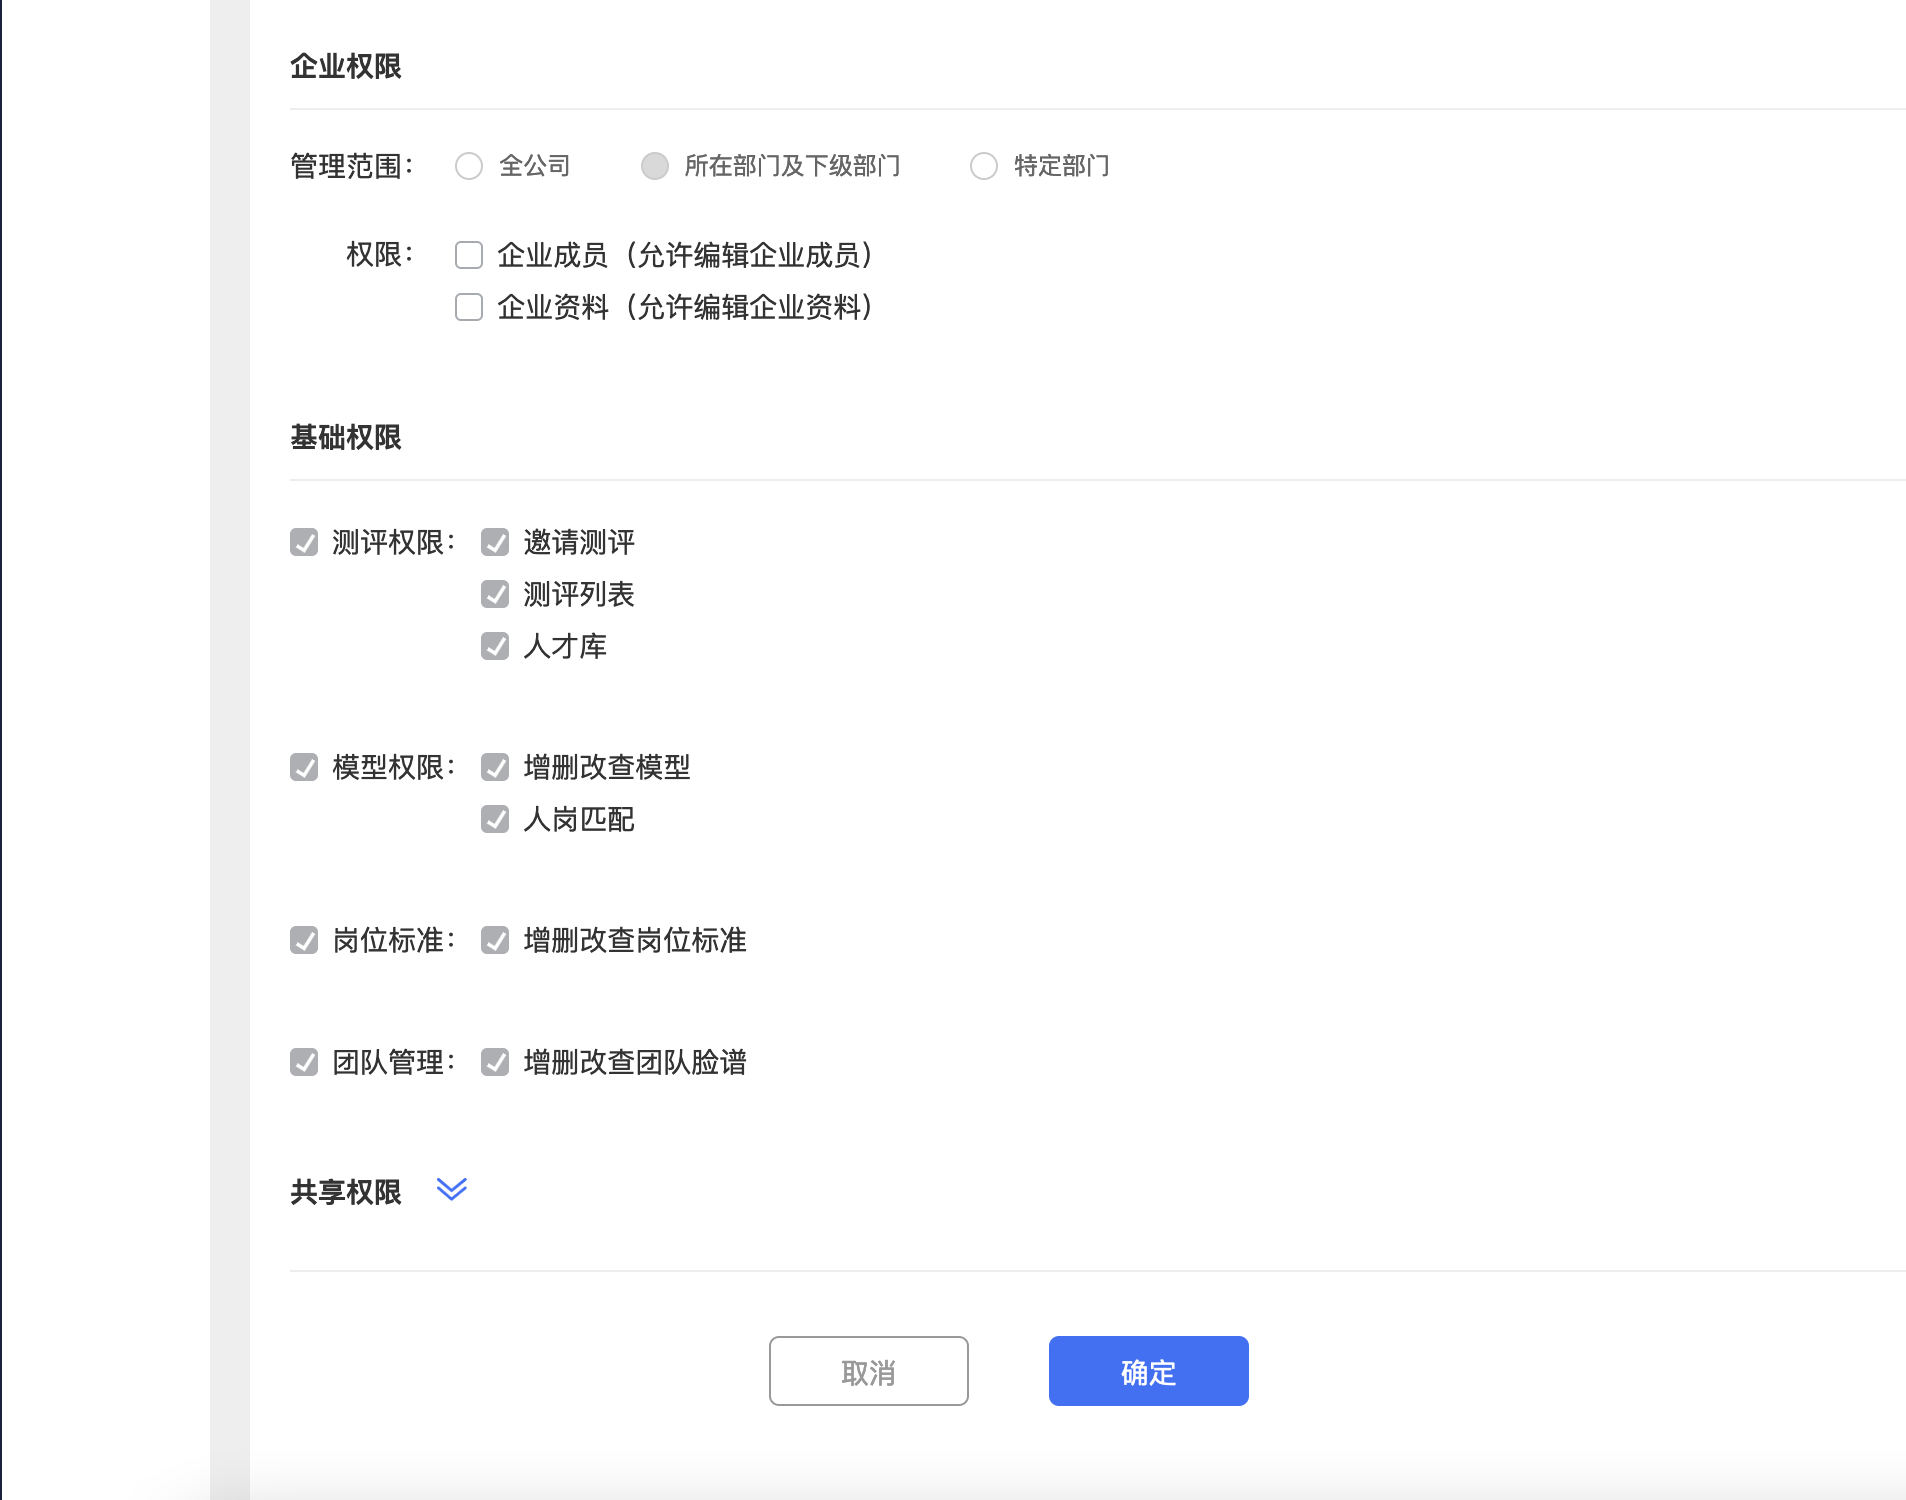 企业权限
管理范围： 全公司 所在部门及下级部门 特定部门
权限： 企业成员（允许编辑企业成员）
企业资料（允许编辑企业资料）
基础权限
测评权限： 邀请测评
测评列表
人才库
模型权限： 增删改查模型
人岗匹配
岗位标准： 增删改查岗位标准
团队管理： 增删改查团队脸谱
共享权限
取消 确定